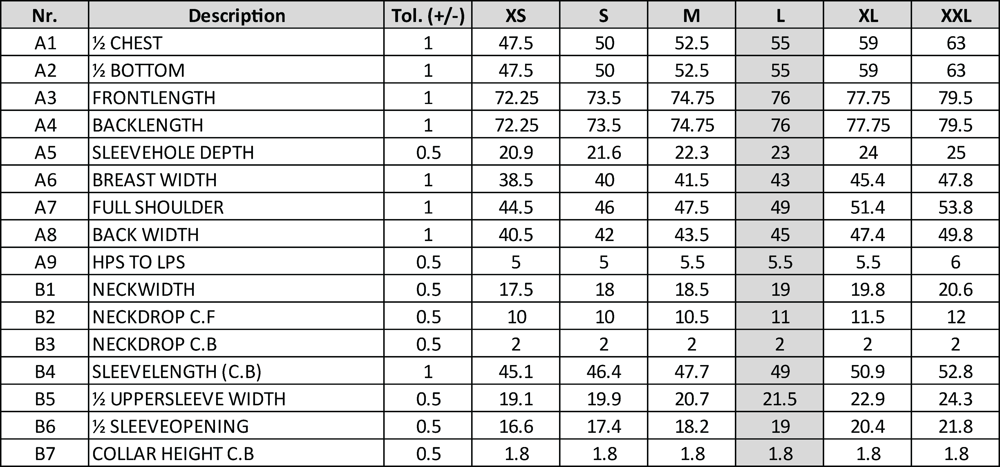 Nr. Description Tol. (+/-) XS S M L XL XXL
A1 ½ CHEST 1 47.5 50 52.5 55 59 63
A2 ½ BOTTOM 1 47.5 50 52.5 55 59 63
A3 FRONTLENGTH 1 72.25 73.5 74.75 76 77.75 79.5
A4 BACKLENGTH 1 72.25 73.5 74.75 76 77.75 79.5
A5 SLEEVEHOLE DEPTH 0.5 20.9 21.6 22.3 23 24 25
A6 BREAST WIDTH 1 38.5 40 41.5 43 45.4 47.8
A7 FULL SHOULDER 1 44.5 46 47.5 49 51.4 53.8
A8 BACK WIDTH 1 40.5 42 43.5 45 47.4 49.8
A9 HPS TO LPS 0.5 5 5 5.5 5.5 5.5 6
B1 NECKWIDTH 0.5 17.5 18 18.5 19 19.8 20.6
B2 NECKDROP C.F 0.5 10 10 10.5 11 11.5 12
B3 NECKDROP C.B 0.5 2 2 2 2 2 2
B4 SLEEVELENGTH (C.B) 1 45.1 46.4 47.7 49 50.9 52.8
B5 ½ UPPERSLEEVE WIDTH 0.5 19.1 19.9 20.7 21.5 22.9 24.3
B6 ½ SLEEVEOPENING 0.5 16.6 17.4 18.2 19 20.4 21.8
B7 COLLAR HEIGHT C.B 0.5 1.8 1.8 1.8 1.8 1.8 1.8